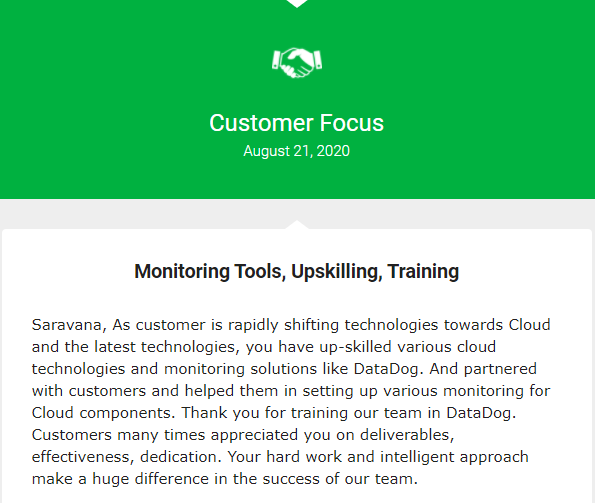 Customer Focus
August 21, 2020
Monitoring Tools, Upskilling, Training
Saravana, As customer is rapidly shifting technologies towards Cloud
and the latest technologies, you have up-skilled various cloud
technologies and monitoring solutions like DataDog. And partnered
with customers and helped them in setting up various monitoring for
Cloud components. Thank you for training our team in DataDog.
Customers many times appreciated you on deliverables,
effectiveness, dedication. Your hard work and intelligent approach
make a huge difference in the success of our team.